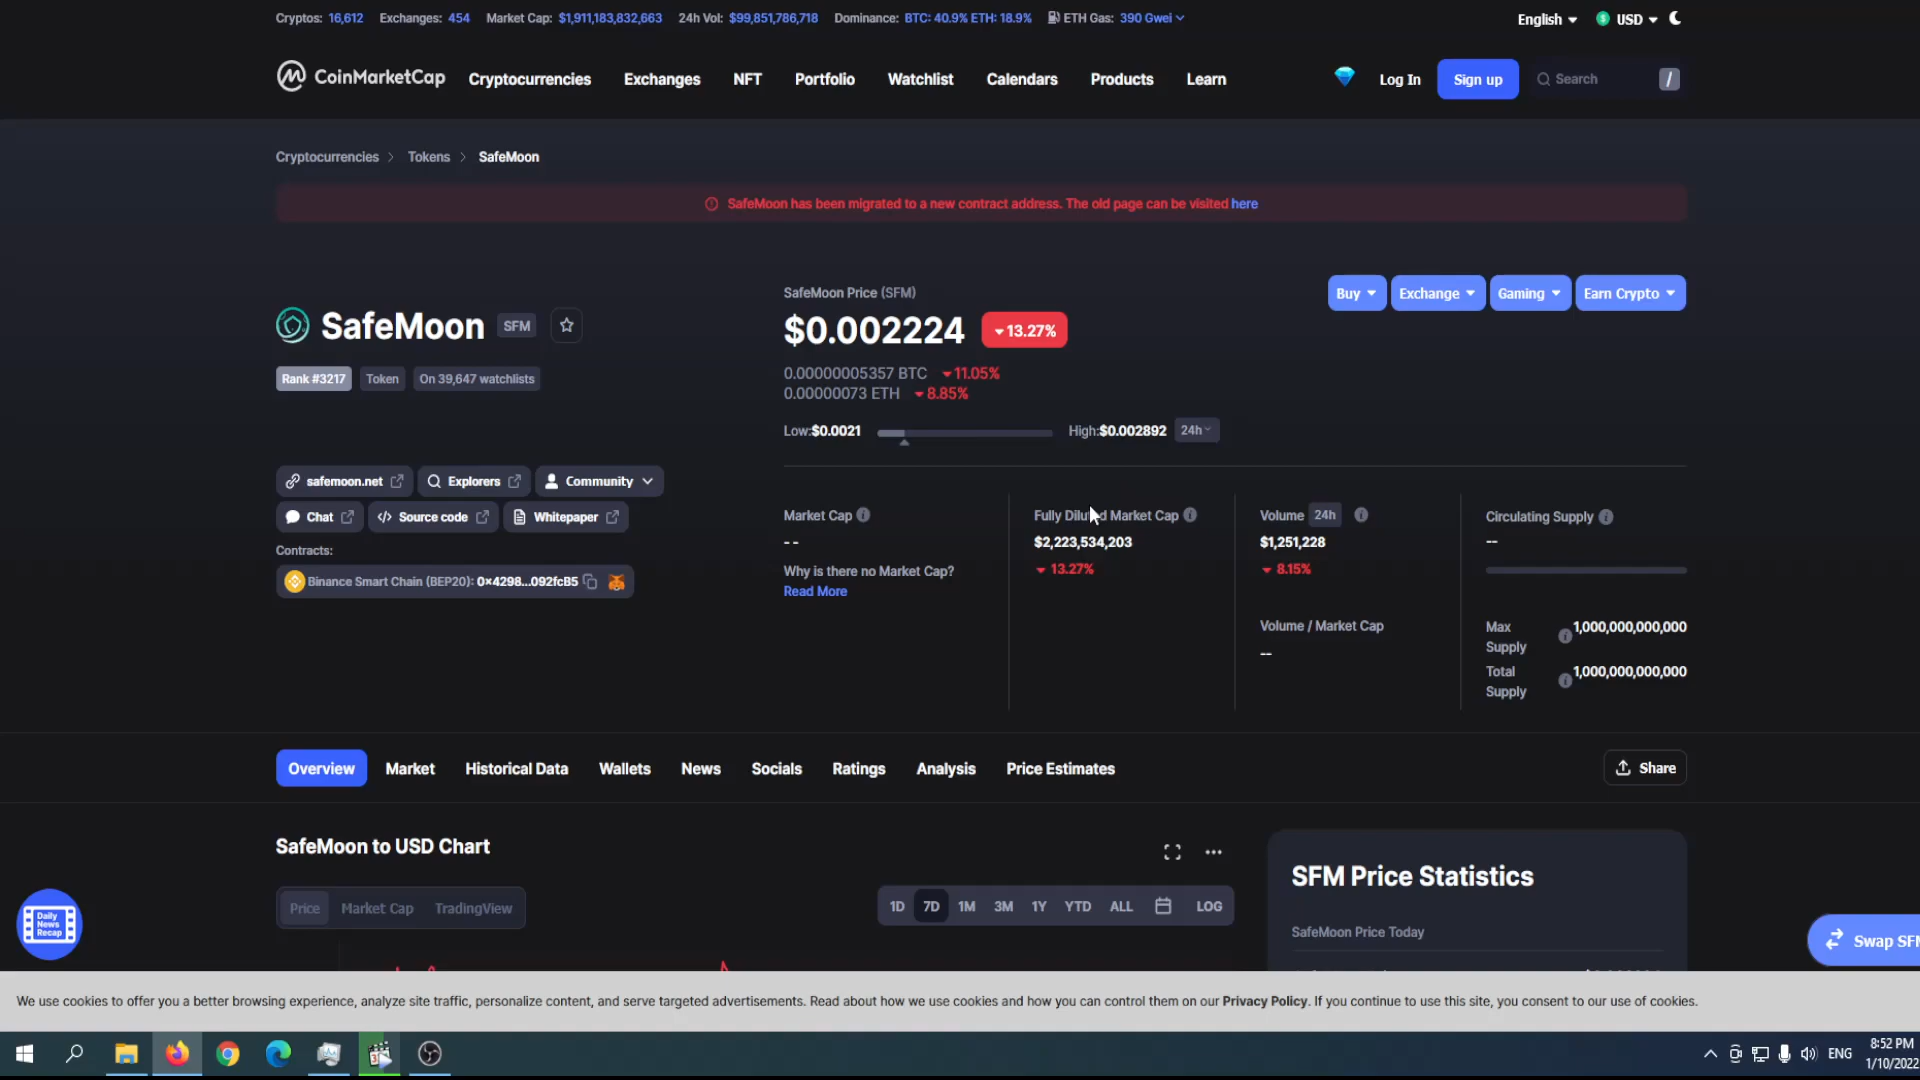 Cryptos: 16,612 Exchanges: 454 Market Cap: $1,911,183,832,663 24h Vol: $99,851,786,718 Dominance: BTC: 40.9% ETH: 18.9% ETH Gas: 390 Gwei
English USD
CoinMarketCap Cryptocurrencies Exchanges NFT Portfolio Watchlist Calendars Products Learn Log In Sign up Search /
Cryptocurrencies > Tokens > SafeMoon
SafeMoon has been migrated to a new contract address. The old page can be visited here
SafeMoon Price (SFM)
Buy Exchange Gaming Earn Crypto
SafeMoon SFM
$0.002224 13.27%
Rank #3217 Token On 39,647 watchlists
0.00000005357 BTC 11.05%
0.00000073 ETH 8.85%
Low:$0.0021 High:$0.002892 24h
safemoon.net Explorers Community
Chat </> Source code Whitepaper
Contracts:
Binance Smart Chain (BEP20): 0x4298...092fcB5
Market Cap
- -
Why is there no Market Cap?
Read More
Fully Market Cap
$2,223,534,203
13.27%
Volume 24h
$1,251,228
8.15%
Volume / Market Cap
--
Circulating Supply
--
Max Supply 1,000,000,000,000
Total Supply 1,000,000,000,000
Overview Market Historical Data Wallets News Socials Ratings Analysis Price Estimates Share
SafeMoon to USD Chart
Price Market Cap TradingView
1D 7D 1M 3M 1Y YTD ALL LOG
SFM Price Statistics
SafeMoon Price Today
Daily
News
Recap
Swap SFM
We use cookies to offer you a better browsing experience, analyze site traffic, personalize content, and serve targeted advertisements. Read about how we use cookies and how you can control them on our Privacy Policy. If you continue to use this site, you consent to our use of cookies.
ENG
8:52 PM
1/10/2022